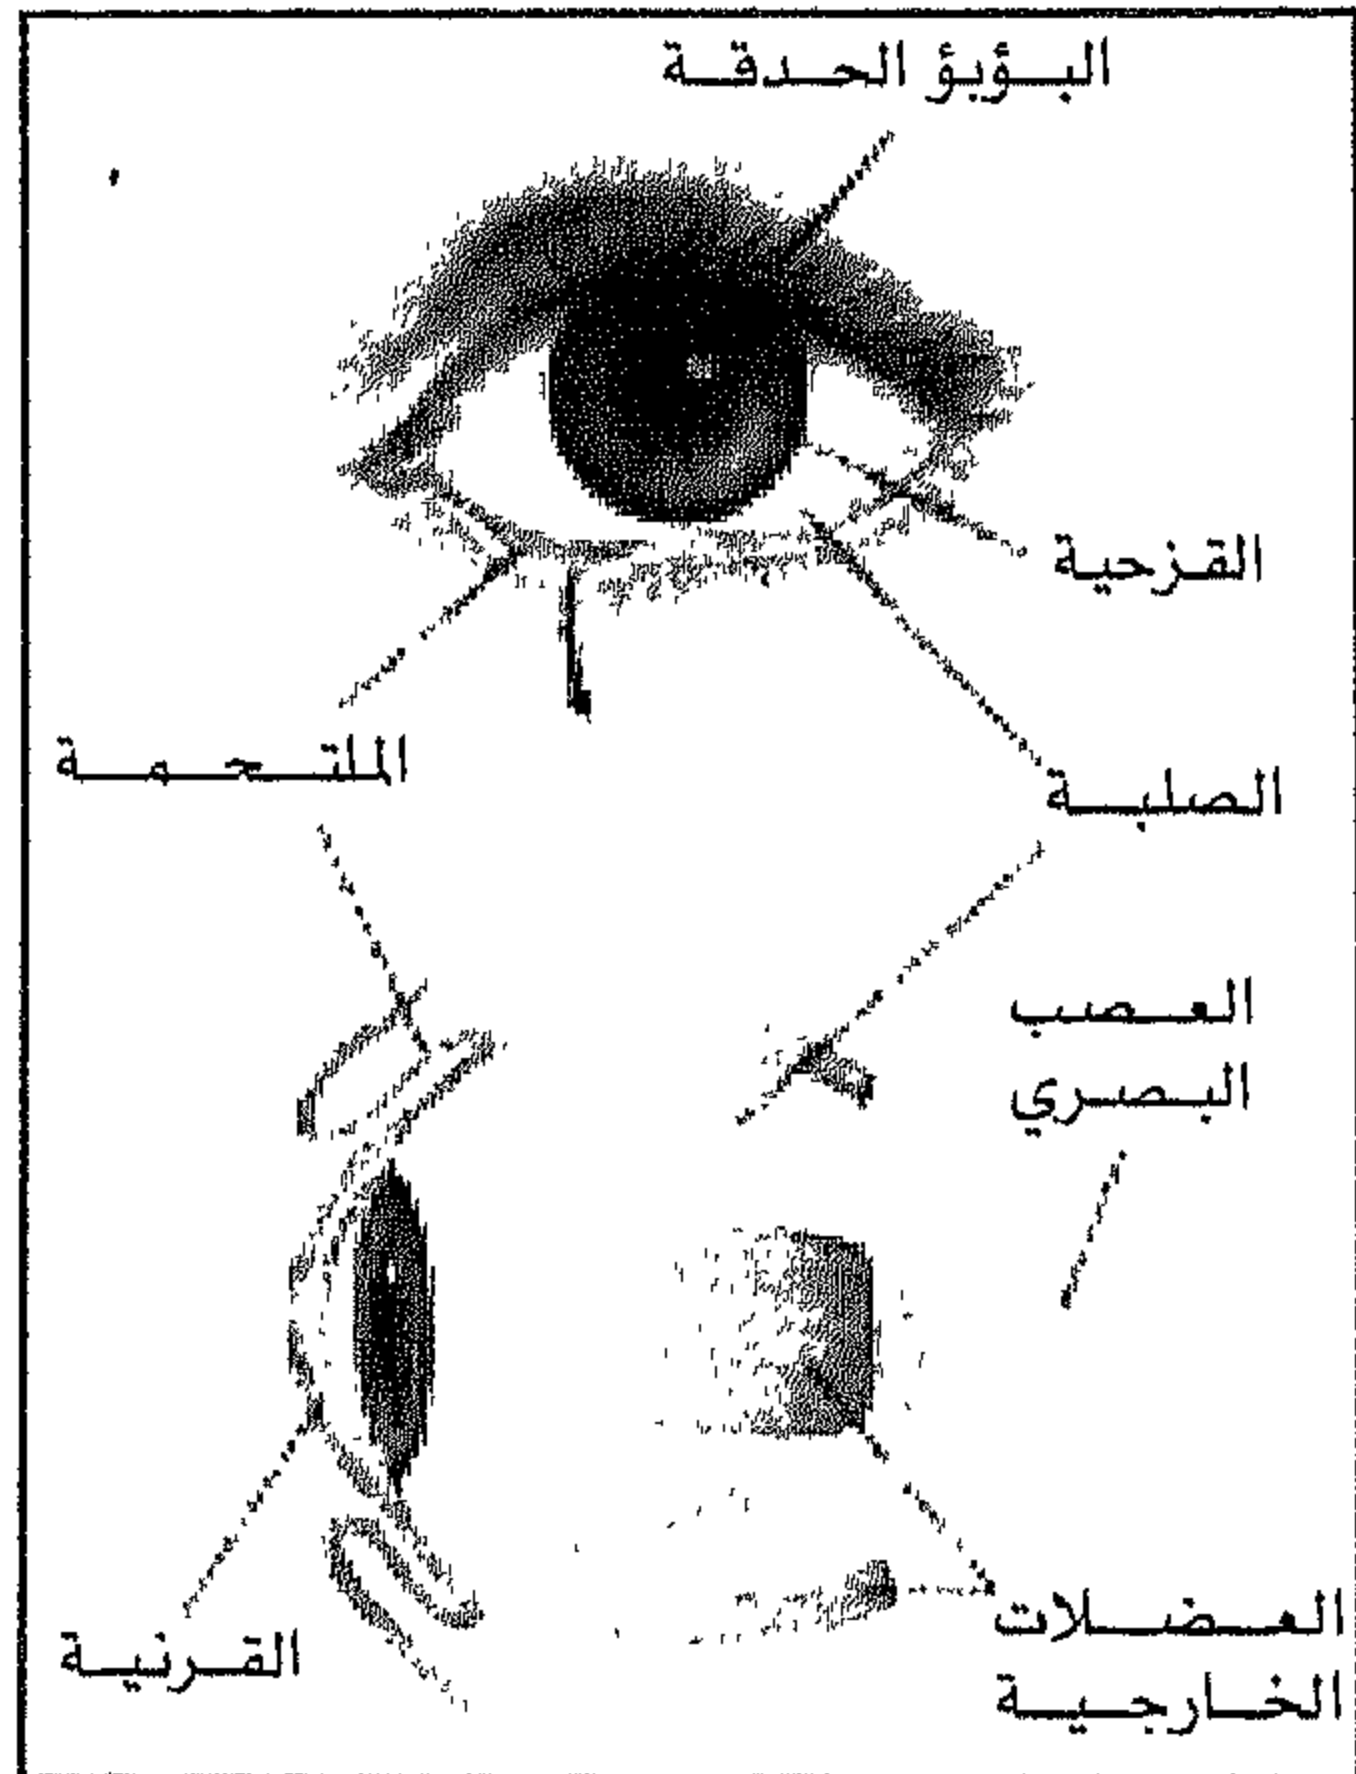 البؤبؤ الحدقة
القزحية
الملتحمة
الصلبة
العصب
البصري
العضلات
الخارجية
القرنية